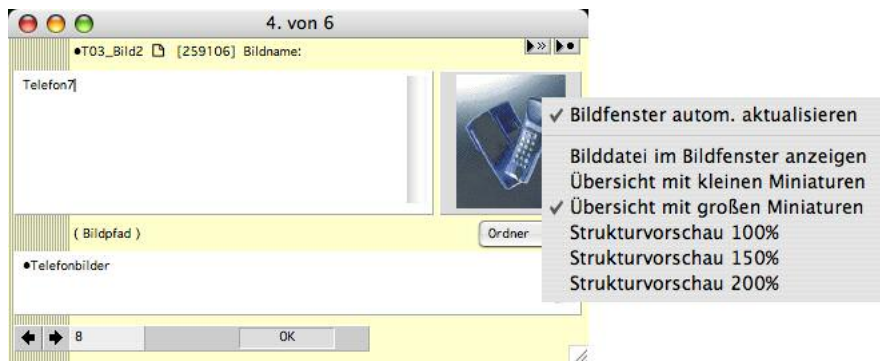 4. von 6
●T03_Bild2 [259106] Bildname:
Telefon7
✓ Bildfenster autom. aktualisieren
Bilddatei im Bildfenster anzeigen
Übersicht mit kleinen Miniaturen
✓ Übersicht mit großen Miniaturen
Strukturvorschau 100%
Strukturvorschau 150%
Strukturvorschau 200%
( Bildpfad )
Ordner
●Telefonbilder
8
OK